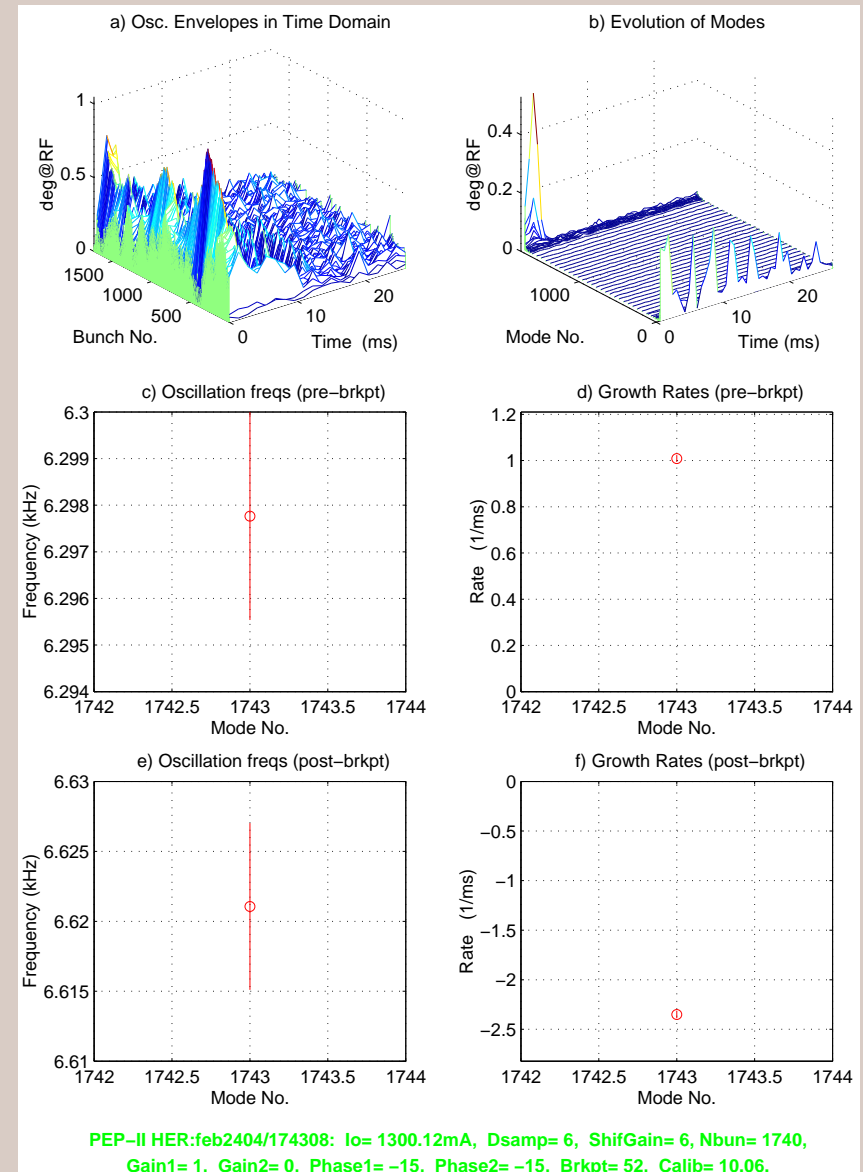 a) Osc. Envelopes in Time Domain
deg@RF
1
0.5
0
1500
1000
500
Bunch No.
0
10
20
Time (ms)
b) Evolution of Modes
deg@RF
0.4
0.2
0
1000
0
Mode No.
0
10
20
Time (ms)
c) Oscillation freqs (pre−brkpt)
Frequency (kHz)
6.3
6.299
6.298
6.297
6.296
6.295
6.294
1742 1742.5 1743 1743.5 1744
Mode No.
d) Growth Rates (pre−brkpt)
Rate (1/ms)
1.2
1
0.8
0.6
0.4
0.2
0
1742 1742.5 1743 1743.5 1744
Mode No.
e) Oscillation freqs (post−brkpt)
Frequency (kHz)
6.63
6.625
6.62
6.615
6.61
1742 1742.5 1743 1743.5 1744
Mode No.
f) Growth Rates (post−brkpt)
Rate (1/ms)
0
−0.5
−1
−1.5
−2
−2.5
1742 1742.5 1743 1743.5 1744
Mode No.
PEP−II HER:feb2404/174308: Io= 1300.12mA, Dsamp= 6, ShifGain= 6, Nbun= 1740,
Gain1= 1, Gain2= 0, Phase1= −15, Phase2= −15, Brkpt= 52, Calib= 10.06.